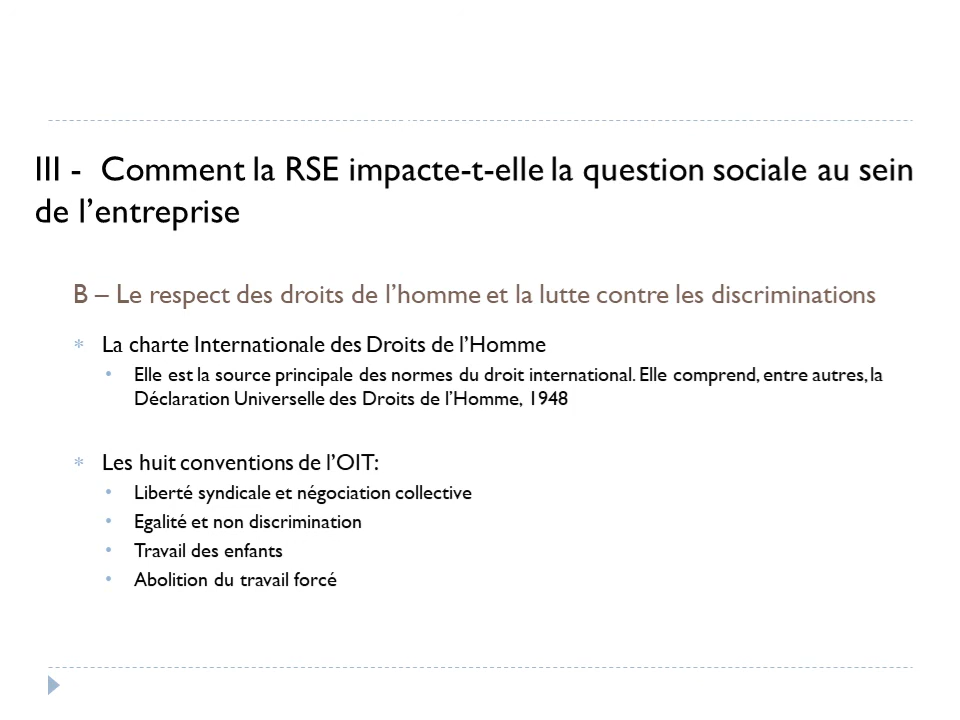 III - Comment la RSE impacte-t-elle la question sociale au sein
de l’entreprise
B – Le respect des droits de l’homme et la lutte contre les discriminations
* La charte Internationale des Droits de l’Homme
• Elle est la source principale des normes du droit international. Elle comprend, entre autres, la
Déclaration Universelle des Droits de l’Homme, 1948
* Les huit conventions de l’OIT:
• Liberté syndicale et négociation collective
• Egalité et non discrimination
• Travail des enfants
• Abolition du travail forcé